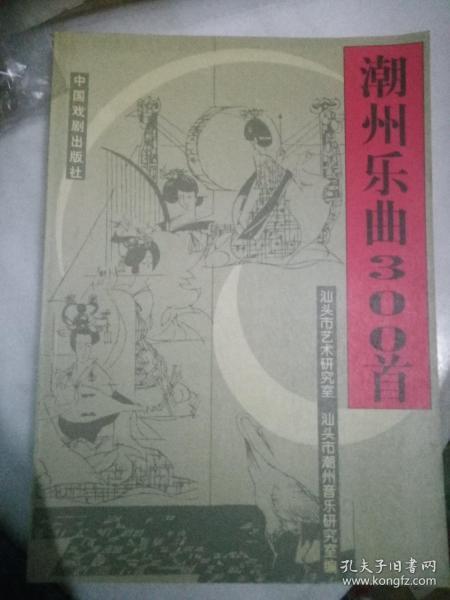 潮州乐曲300首
中国戏剧出版社
汕头市艺术研究室
汕头市潮州音乐研究室编
孔夫子旧书网
www.kongfz.com